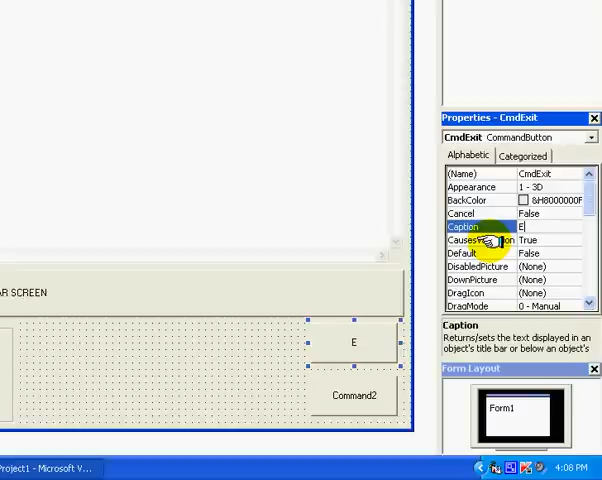 Properties - CmdExit
CmdExit CommandButton
Alphabetic Categorized
(Name) CmdExit
Appearance 1 - 3D
BackColor &H8000000F
Cancel False
Caption E
Causes on True
Default False
DisabledPicture (None)
DownPicture (None)
DragIcon (None)
DragMode 0 - Manual
Caption
Returns/sets the text displayed in an
object's title bar or below an object's
Form Layout
Form1
AR SCREEN
E
Command2
Project1 - Microsoft V...
4:08 PM